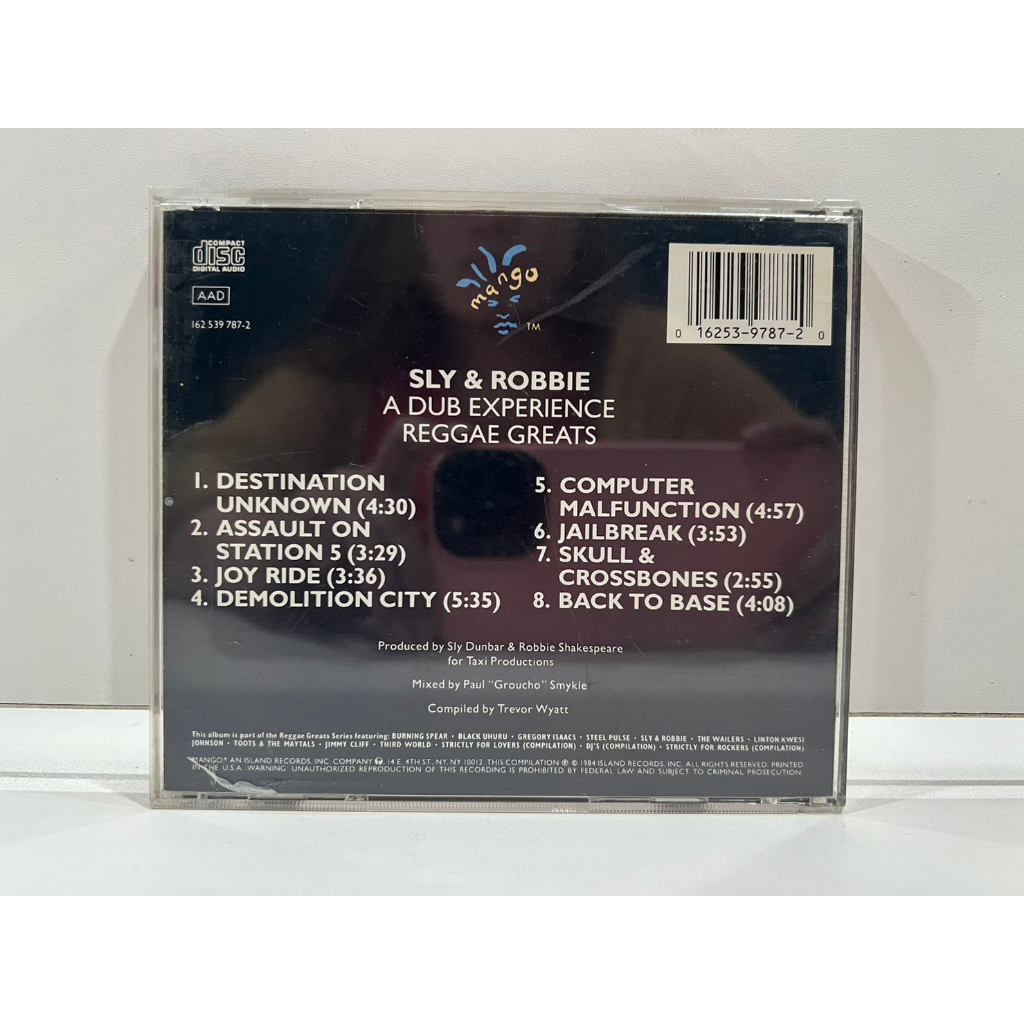 COMPACT
disc
DIGITAL AUDIO
AAD
162 539 787-2
mango
TM
0 16253-9787-2 0
SLY & ROBBIE
A DUB EXPERIENCE
REGGAE GREATS
1. DESTINATION
UNKNOWN (4:30)
2. ASSAULT ON
STATION 5 (3:29)
3. JOY RIDE (3:36)
4. DEMOLITION CITY (5:35)
5. COMPUTER
MALFUNCTION (4:57)
6. JAILBREAK (3:53)
7. SKULL &
CROSSBONES (2:55)
8. BACK TO BASE (4:08)
Produced by Sly Dunbar & Robbie Shakespeare
for Taxi Productions
Mixed by Paul "Groucho" Smykle
Compiled by Trevor Wyatt
This album is part of the Reggae Greats Series featuring: BURNING SPEAR • BLACK UHURU • GREGORY ISAACS • STEEL PULSE • SLY & ROBBIE • THE WAILERS • LINTON KWESI
JOHNSON • TOOTS & THE MAYTALS • JIMMY CLIFF • THIRD WORLD • STRICTLY FOR LOVERS (COMPILATION) • DJ'S (COMPILATION) • STRICTLY FOR ROCKERS (COMPILATION)
MANGO,® AN ISLAND RECORDS, INC. COMPANY 14 E. 4TH ST., NY, NY 10012. THIS COMPILATION ℗ © 1984 ISLAND RECORDS, INC. ALL RIGHTS RESERVED. PRINTED
IN THE U.S.A. WARNING: UNAUTHORIZED REPRODUCTION OF THIS RECORDING IS PROHIBITED BY FEDERAL LAW AND SUBJECT TO CRIMINAL PROSECUTION.